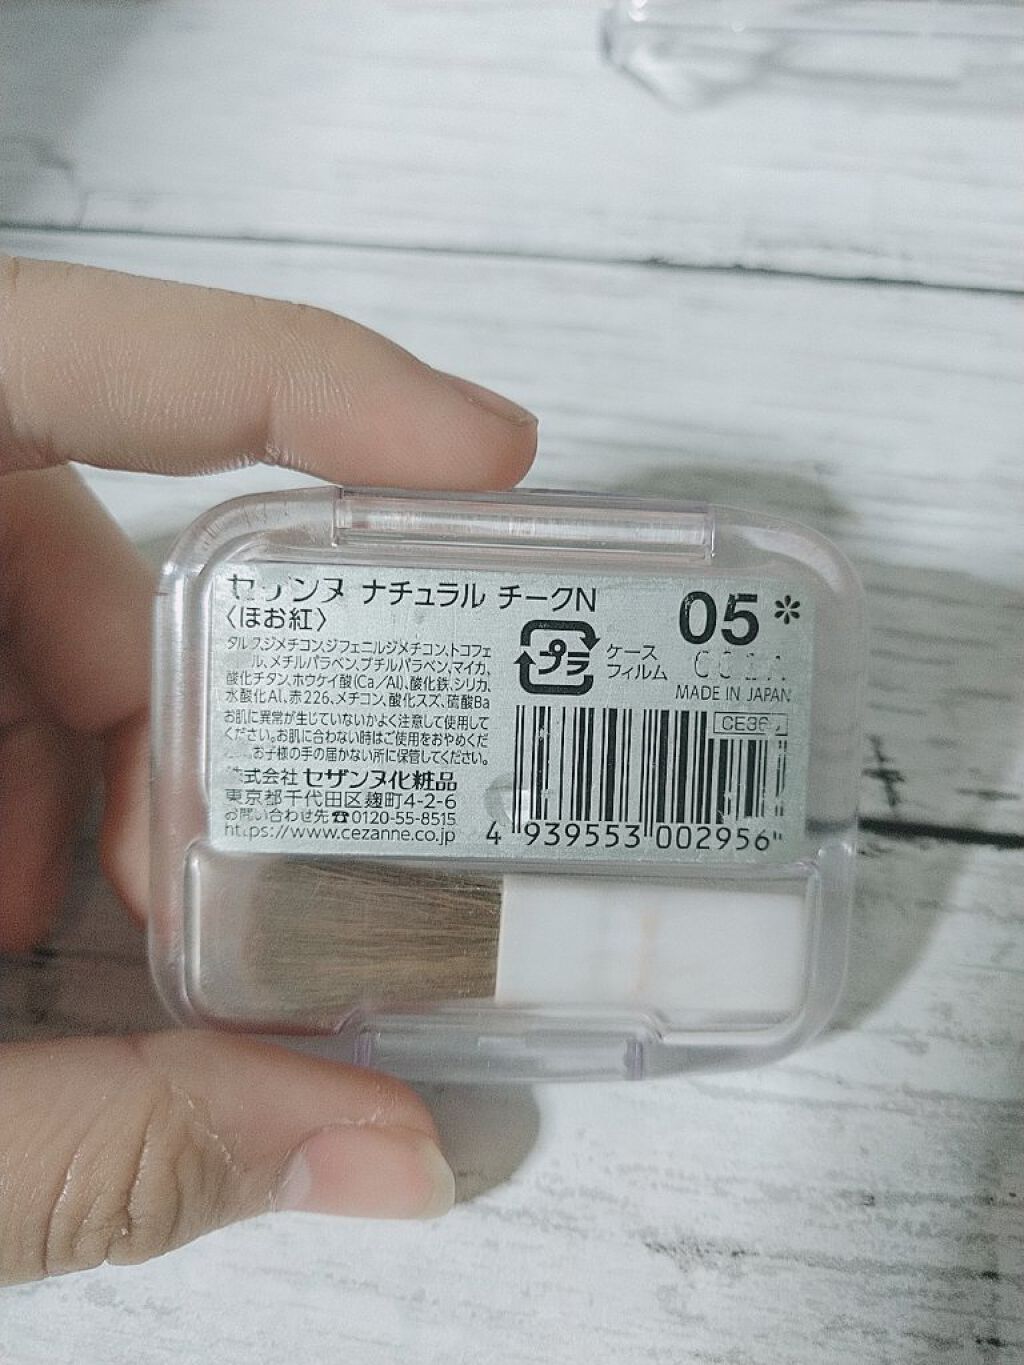 セザンヌ ナチュラル チークN
〈ほお紅〉
タルク、ジメチコン、ジフェニルジメチコン、トコフェ
ル、メチルパラベン、ブチルパラベン、マイカ、
酸化チタン、ホウケイ酸(Ca/Al)、酸化鉄、シリカ、
水酸化Al、赤226、メチコン、酸化スズ、硫酸Ba
お肌に異常が生じていないかよく注意して使用して
ください。お肌に合わない時はご使用をおやめくだ
お子様の手の届かない所に保管してください。
株式会社 セザンヌ化粧品
東京都千代田区麹町4-2-6
お問い合わせ先☎0120-55-8515
https://www.cezanne.co.jp
プラ
ケース
フィルム
05*
MADE IN JAPAN
4 939553 002956